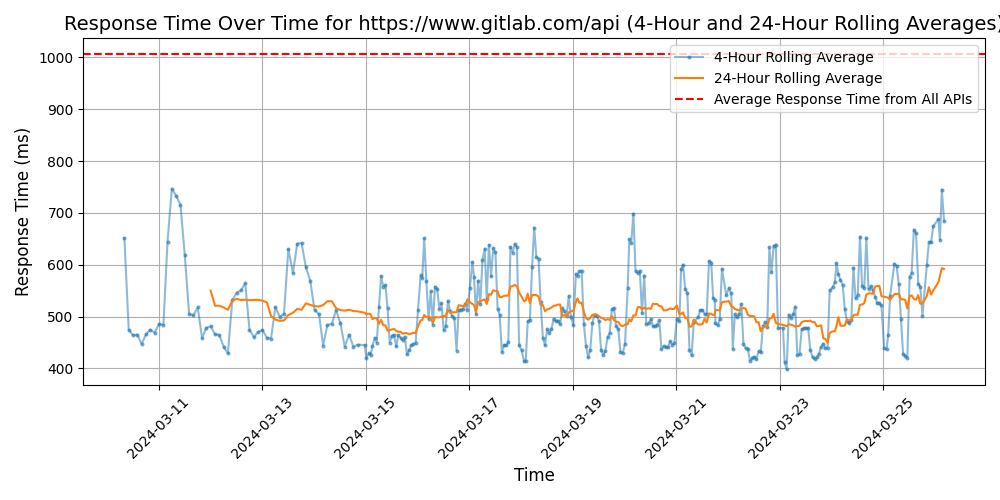 Response Time Over Time for https://www.gitlab.com/api (4-Hour and 24-Hour Rolling Averages)
4-Hour Rolling Average
24-Hour Rolling Average
Average Response Time from All APIs
Response Time (ms)
1000
900
800
700
600
500
400
2024-03-11
2024-03-13
2024-03-15
2024-03-17
2024-03-19
2024-03-21
2024-03-23
2024-03-25
Time